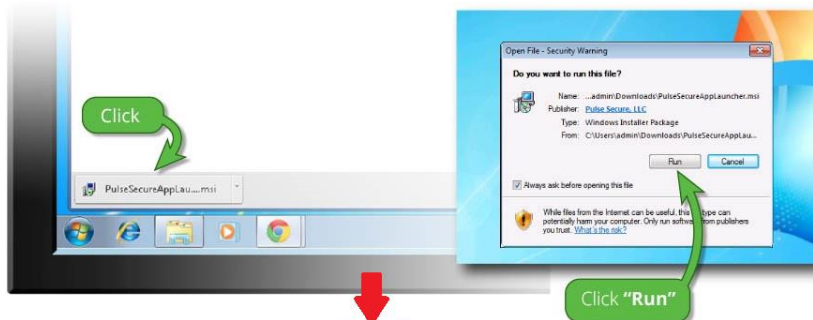 Click
PulseSecureAppLau....msi
Open File - Security Warning
Do you want to run this file?
Name: ...admin\Downloads\PulseSecureAppLauncher.msi
Publisher: Pulse Secure, LLC
Type: Windows Installer Package
From: C:\Users\admin\Downloads\PulseSecureAppLau...
Run Cancel
Always ask before opening this file
While files from the Internet can be useful, this type can
potentially harm your computer. Only run software from publishers
you trust. What's the risk?
Click "Run"